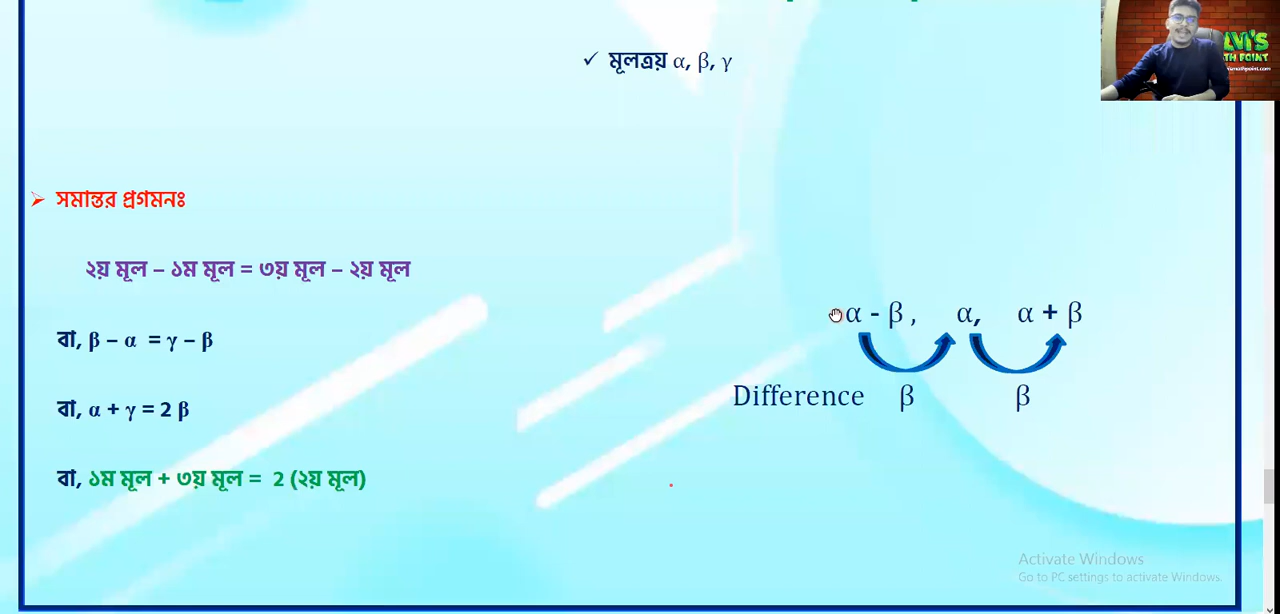 ✓ মূলত্রয় α, β, γ
➢ সমান্তর প্রগমনঃ
২য় মূল – ১ম মূল = ৩য় মূল – ২য় মূল
বা, β – α = γ – β
বা, α + γ = 2 β
বা, ১ম মূল + ৩য় মূল = 2 (২য় মূল)
α - β , α, α + β
Difference β β
Activate Windows
Go to PC settings to activate Windows.